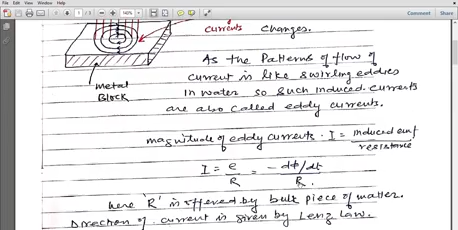 currents
changes.
As the Patterns of flow of
current is like swirling eddies
in water so such induced currents
are also called eddy currents.
Metal
Block
magnitude of eddy currents. I = induced emf / resistance
I = e/R = -dϕ/dt / R.
here 'R' is offered by bulk piece of matter.
Direction of current is given by Lenz Law.